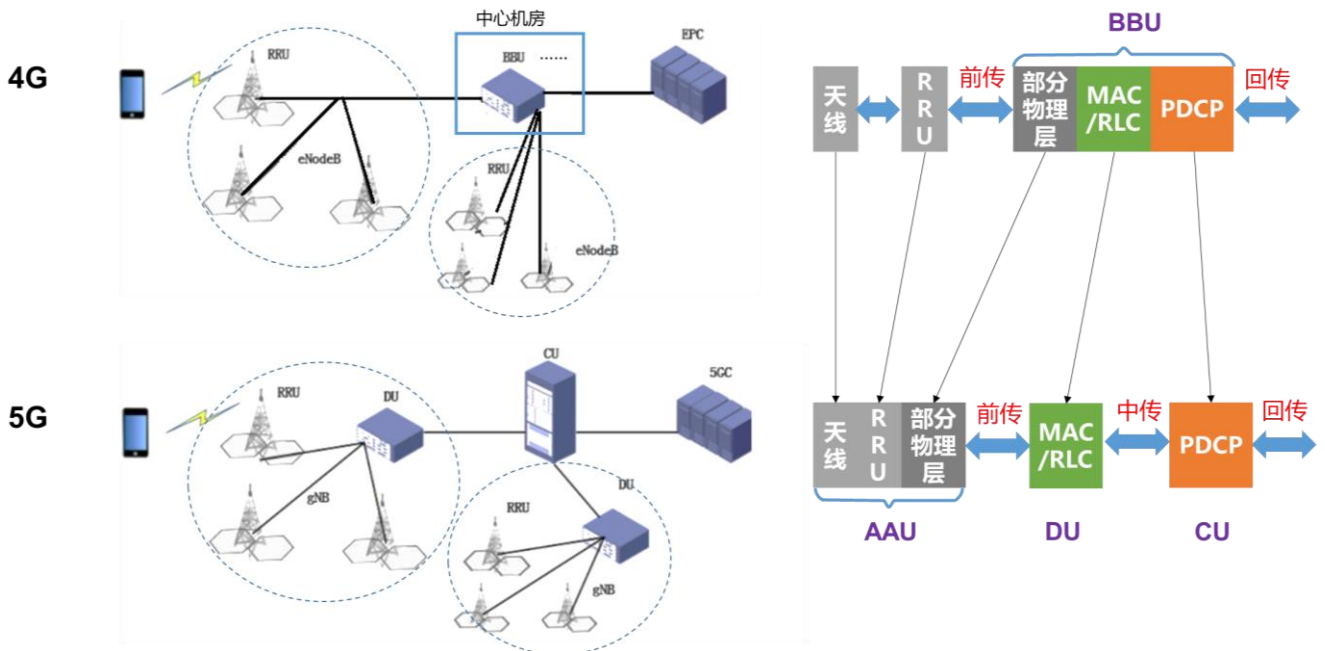 中心机房
4G
RRU
BBU ……
EPC
eNodeB
RRU
eNodeB
BBU
天线
RRU
前传
部分物理层
MAC
/RLC
PDCP
回传
5G
RRU
DU
CU
5GC
gNB
DU
RRU
gNB
天线
RRU
部分物理层
前传
MAC
/RLC
中传
PDCP
回传
AAU
DU
CU